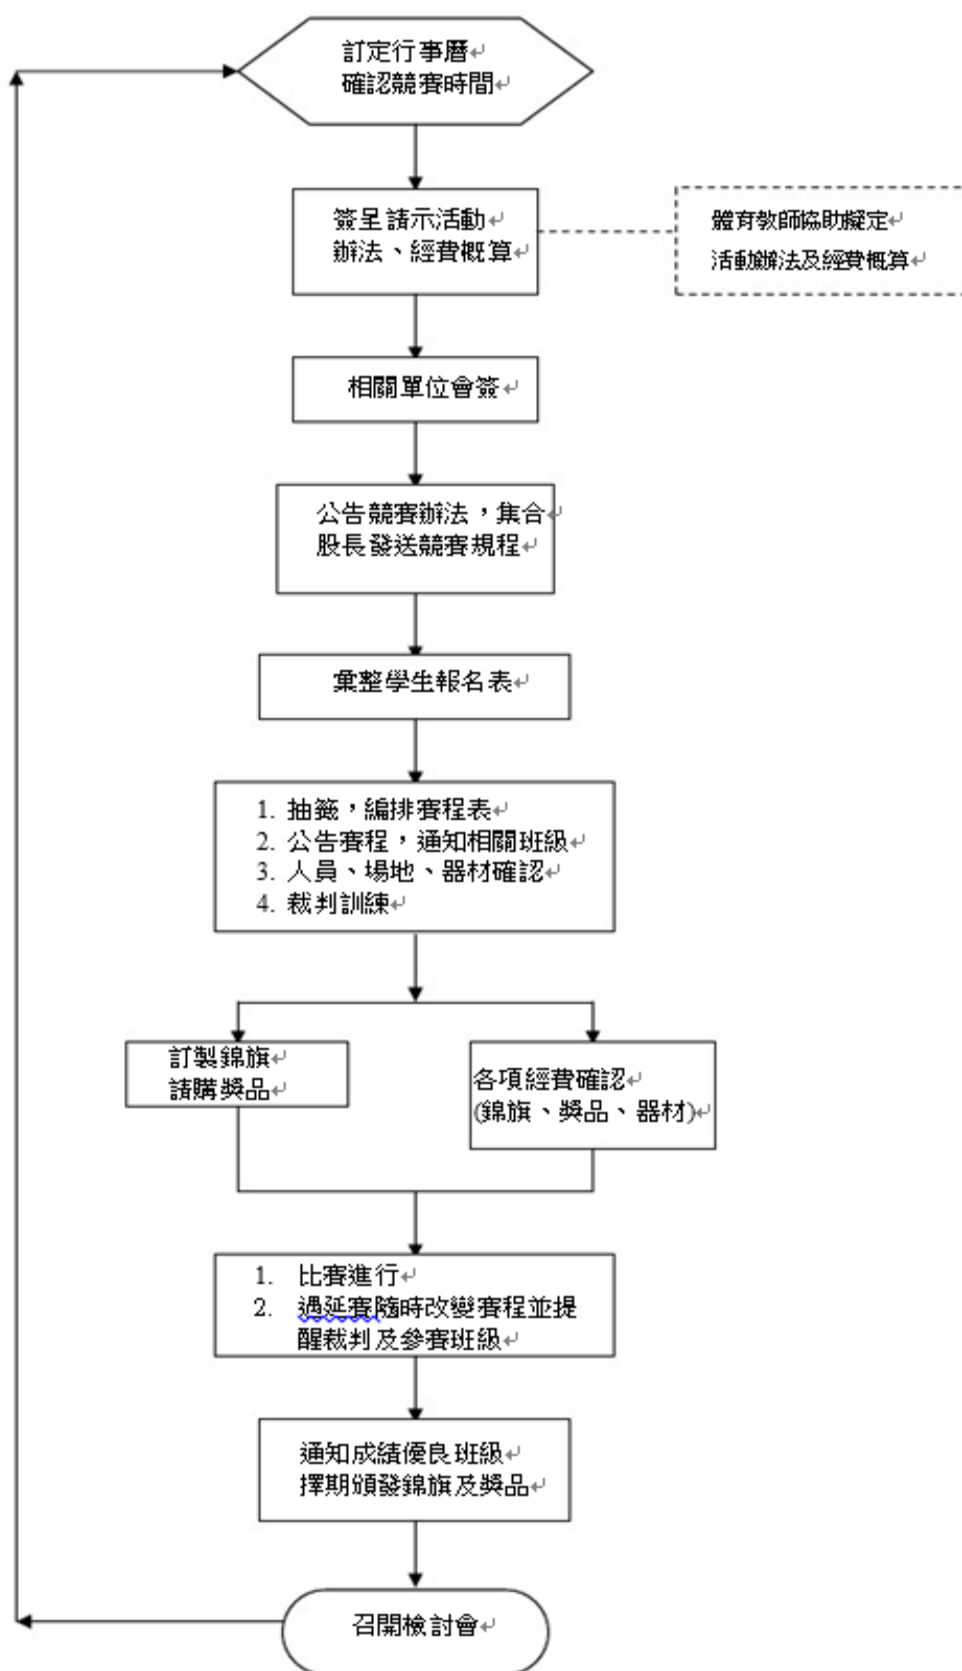 訂定行事曆
確認競賽時間
簽呈請示活動
辦法、經費概算
體育教師協助擬定
活動辦法及經費概算
相關單位會簽
公告競賽辦法，集合
股長發送競賽規程
彙整學生報名表
1. 抽籤，編排賽程表
2. 公告賽程，通知相關班級
3. 人員、場地、器材確認
4. 裁判訓練
訂製錦旗
請購獎品
各項經費確認
(錦旗、獎品、器材)
1. 比賽進行
2. 遇延賽隨時改變賽程並提
醒裁判及參賽班級
通知成績優良班級
擇期頒發錦旗及獎品
召開檢討會